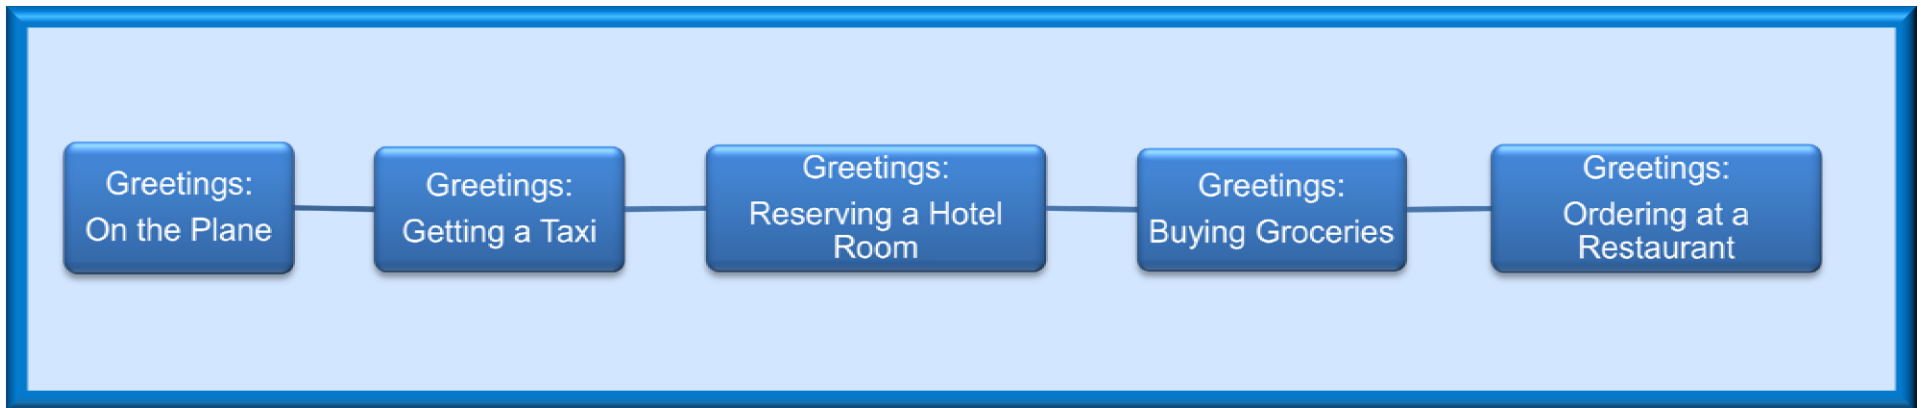 Greetings:
On the Plane
Greetings:
Getting a Taxi
Greetings:
Reserving a Hotel
Room
Greetings:
Buying Groceries
Greetings:
Ordering at a
Restaurant